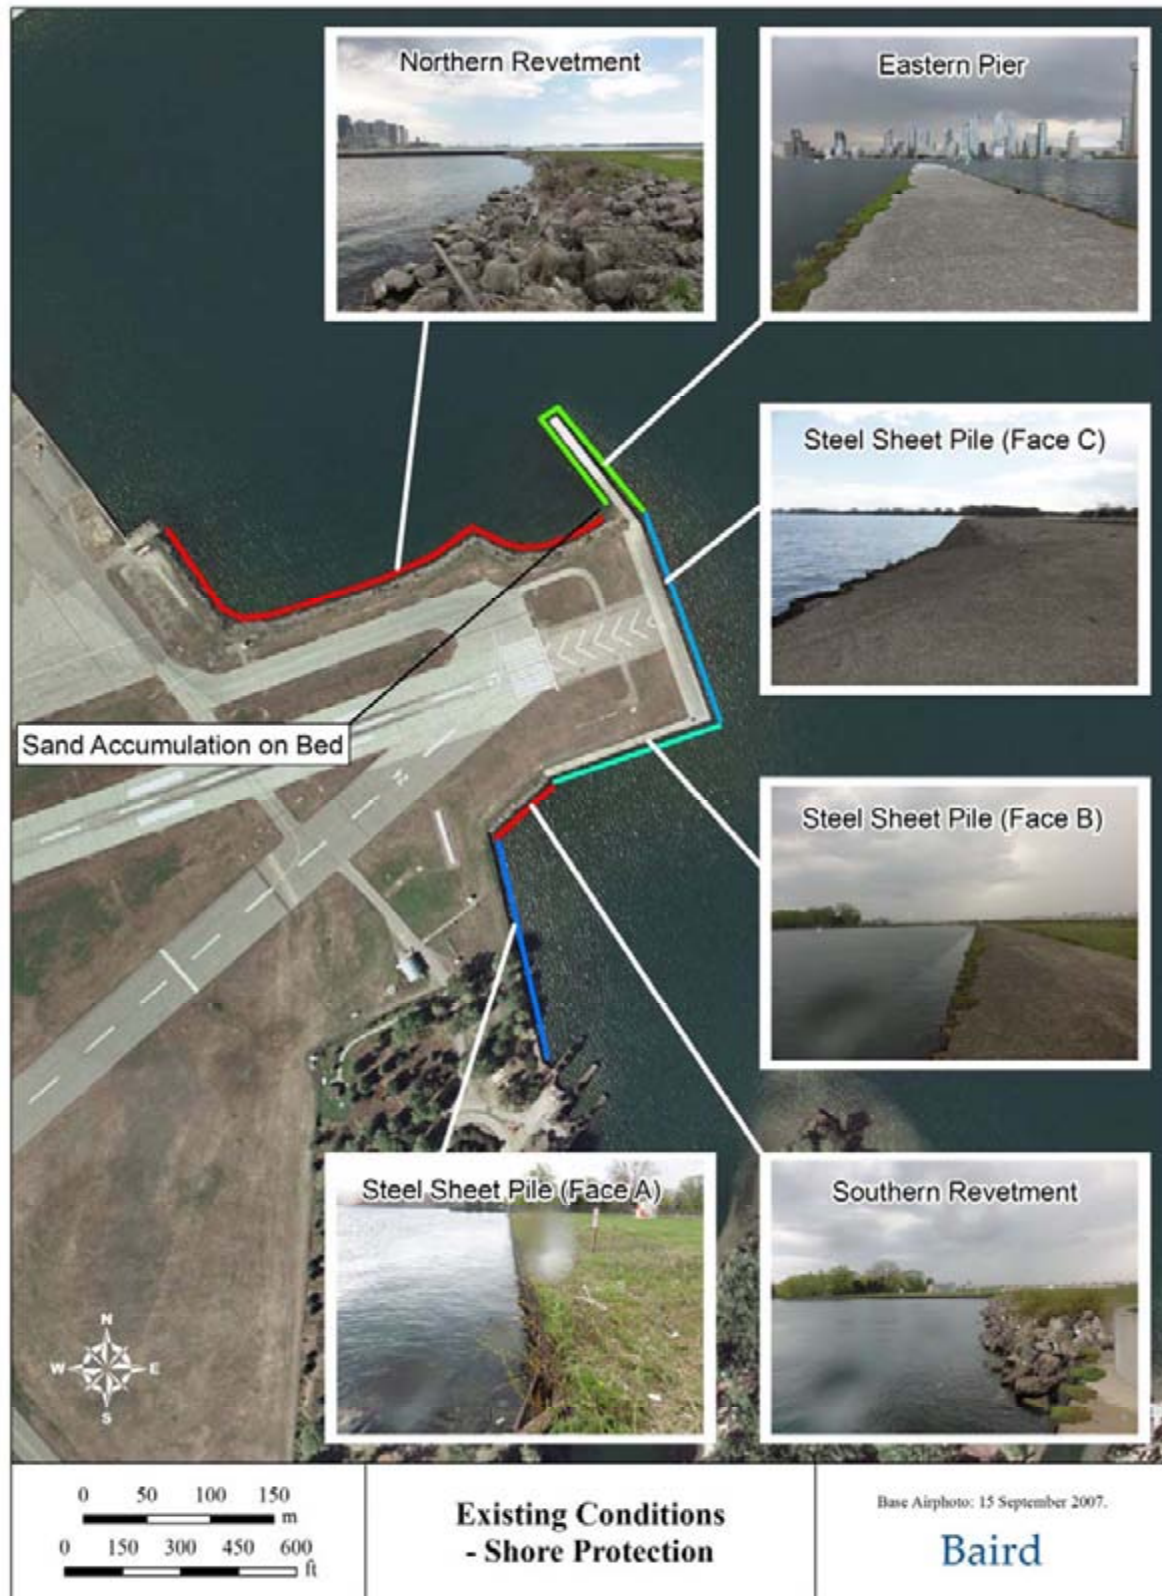 Northern Revetment
Eastern Pier
Steel Sheet Pile (Face C)
Sand Accumulation on Bed
Steel Sheet Pile (Face B)
Steel Sheet Pile (Face A)
Southern Revetment
N
W E
S
0 50 100 150
m
0 150 300 450 600
ft
Existing Conditions
- Shore Protection
Base Airphoto: 15 September 2007.
Baird